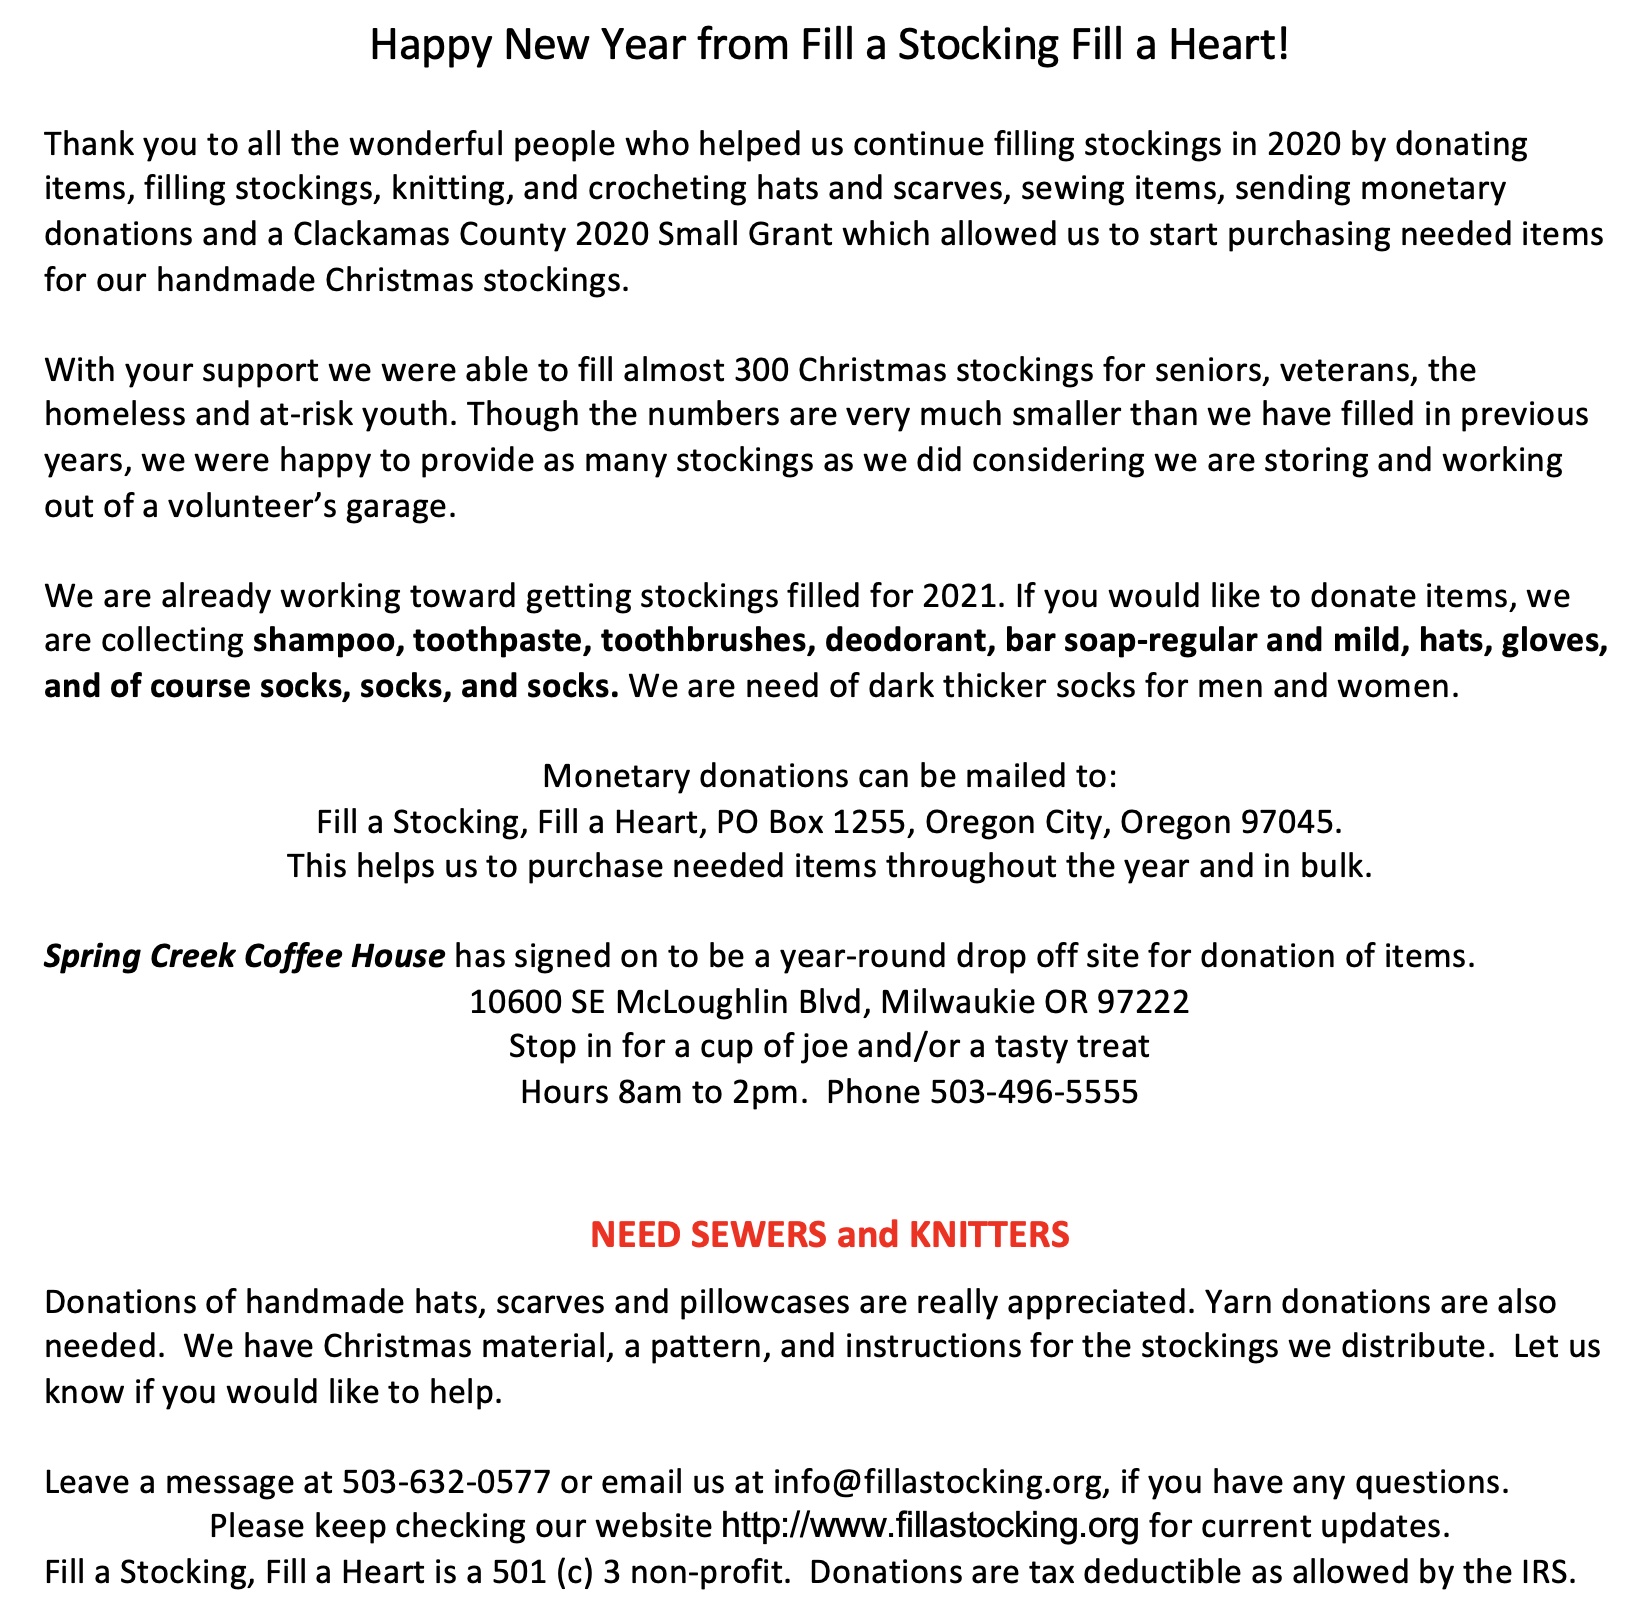 Happy New Year from Fill a Stocking Fill a Heart!
Thank you to all the wonderful people who helped us continue filling stockings in 2020 by donating
items, filling stockings, knitting, and crocheting hats and scarves, sewing items, sending monetary
donations and a Clackamas County 2020 Small Grant which allowed us to start purchasing needed items
for our handmade Christmas stockings.
With your support we were able to fill almost 300 Christmas stockings for seniors, veterans, the
homeless and at-risk youth. Though the numbers are very much smaller than we have filled in previous
years, we were happy to provide as many stockings as we did considering we are storing and working
out of a volunteer’s garage.
We are already working toward getting stockings filled for 2021. If you would like to donate items, we
are collecting shampoo, toothpaste, toothbrushes, deodorant, bar soap-regular and mild, hats, gloves,
and of course socks, socks, and socks. We are need of dark thicker socks for men and women.
Monetary donations can be mailed to:
Fill a Stocking, Fill a Heart, PO Box 1255, Oregon City, Oregon 97045.
This helps us to purchase needed items throughout the year and in bulk.
Spring Creek Coffee House has signed on to be a year-round drop off site for donation of items.
10600 SE McLoughlin Blvd, Milwaukie OR 97222
Stop in for a cup of joe and/or a tasty treat
Hours 8am to 2pm.  Phone 503-496-5555
NEED SEWERS and KNITTERS
Donations of handmade hats, scarves and pillowcases are really appreciated. Yarn donations are also
needed.  We have Christmas material, a pattern, and instructions for the stockings we distribute.  Let us
know if you would like to help.
Leave a message at 503-632-0577 or email us at info@fillastocking.org, if you have any questions.
Please keep checking our website http://www.fillastocking.org for current updates.
Fill a Stocking, Fill a Heart is a 501 (c) 3 non-profit.  Donations are tax deductible as allowed by the IRS.